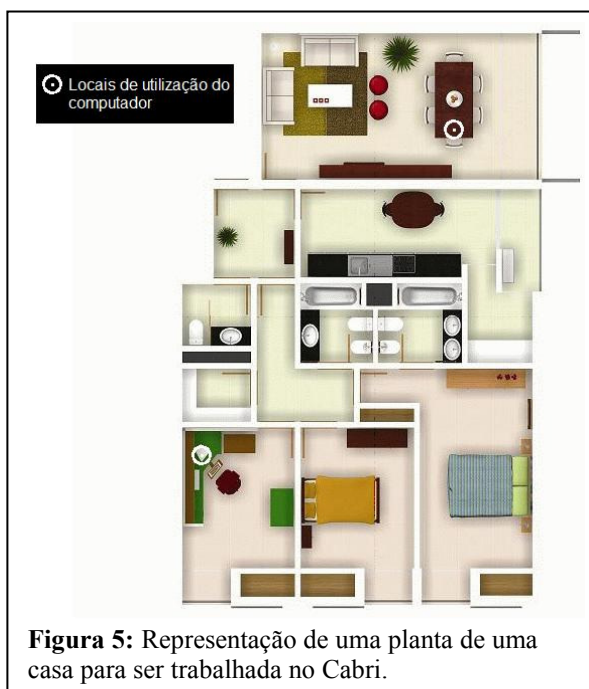 Locais de utilização do
computador
Figura 5: Representação de uma planta de uma
casa para ser trabalhada no Cabri.